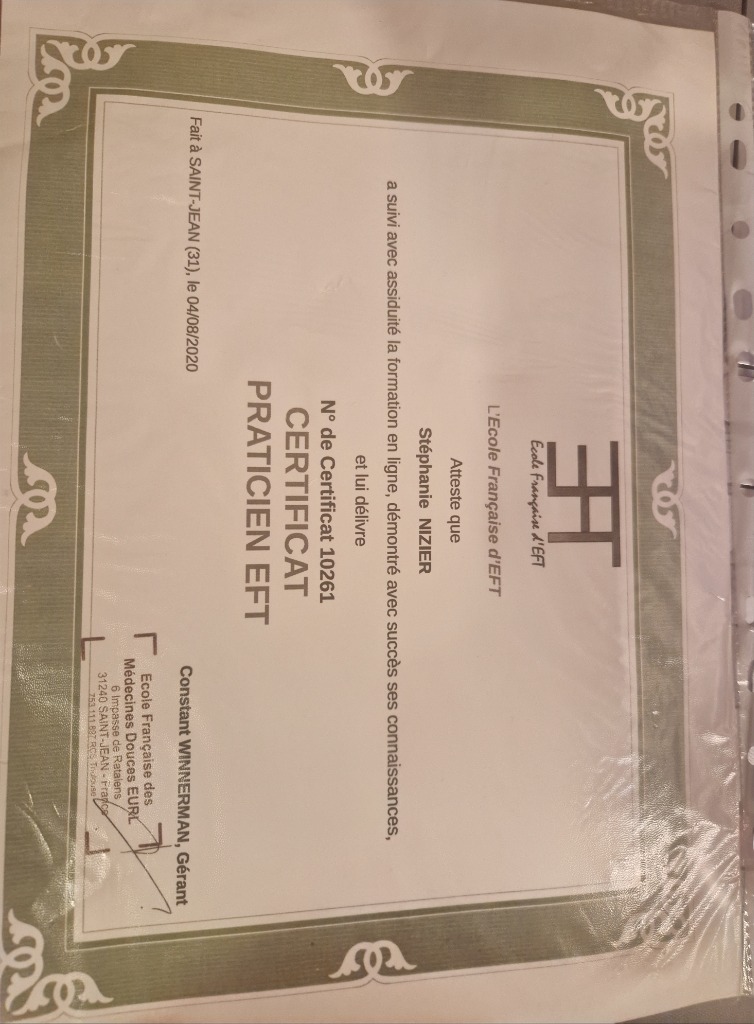 EFT
Ecole Française d'EFT
L'Ecole Française d'EFT
Atteste que
Stéphanie NIZIER
a suivi avec assiduité la formation en ligne, démontré avec succès ses connaissances,
et lui délivre
N° de Certificat 10261
CERTIFICAT
PRATICIEN EFT
Fait à SAINT-JEAN (31), le 04/08/2020
Constant WINNERMAN, Gérant
Ecole Française des
Médecines Douces EURL
6 Impasse de Ratalens
31240 SAINT-JEAN - France
RCS Toulouse